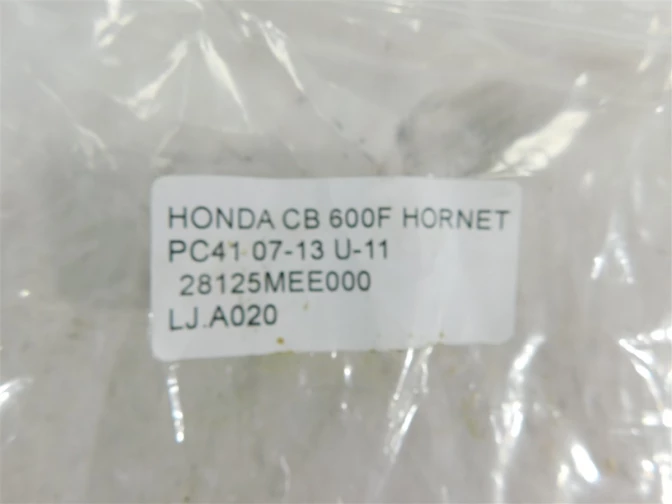 HONDA CB 600F HORNET
PC41 07-13 U-11
28125MEE000
LJ.A020